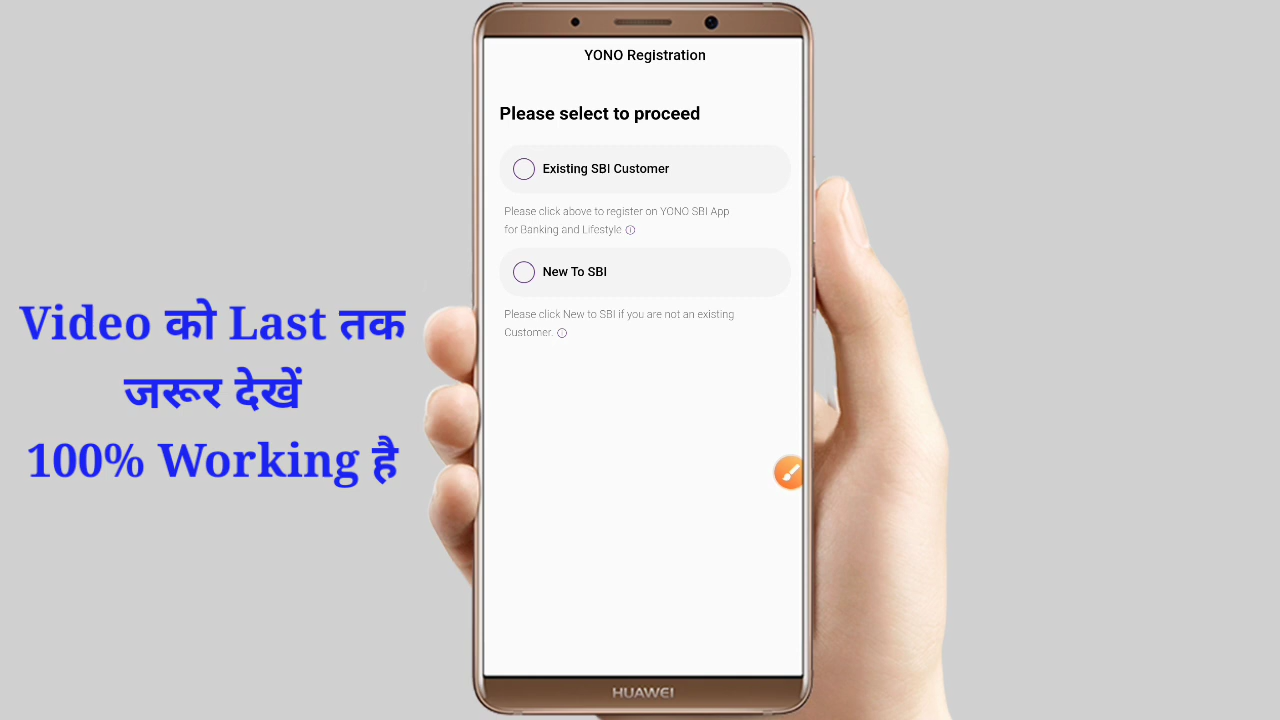 YONO Registration
Please select to proceed
Existing SBI Customer
Please click above to register on YONO SBI App
for Banking and Lifestyle
New To SBI
Please click New to SBI if you are not an existing
Customer.
Video को Last तक
जरूर देखें
100% Working है
HUAWEI